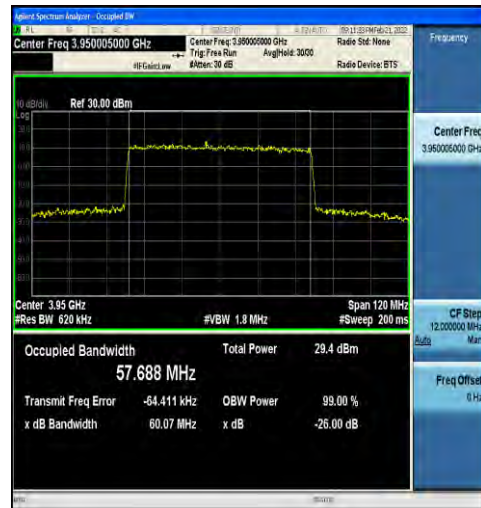 Agilent Spectrum Analyzer - Occupied BW
Center Freq 3.950005000 GHz
Center Freq: 3.950005000 GHz
Radio Std: None
Trig: Free Run
Avg|Hold: 30/30
#IFGain:Low
#Atten: 30 dB
Radio Device: BTS
10 dB/div
Ref 30.00 dBm
Log
Center 3.95 GHz
Span 120 MHz
#Res BW 620 kHz
#VBW 1.8 MHz
#Sweep 200 ms
Occupied Bandwidth
Total Power
29.4 dBm
57.688 MHz
Transmit Freq Error
-64.411 kHz
OBW Power
99.00 %
x dB Bandwidth
60.07 MHz
x dB
-26.00 dB
Frequency
Center Freq
3.950005000 GHz
CF Step
12.000000 MHz
Auto
Man
Freq Offset
0 Hz